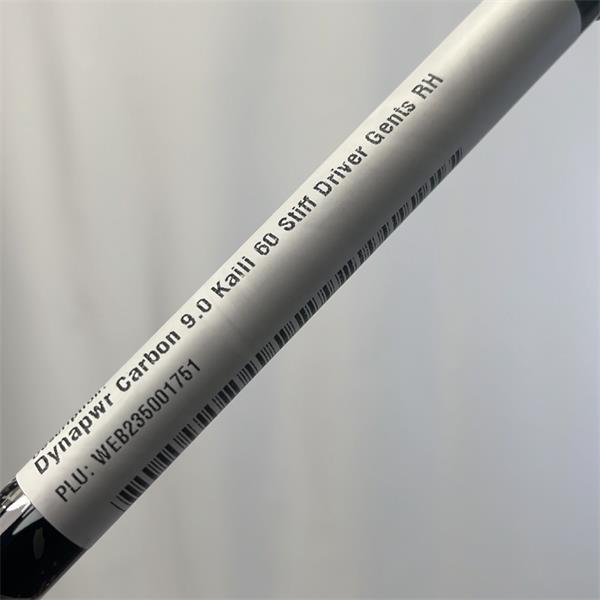 Dynapwr Carbon 9.0 Kaili 60 Stiff Driver Gents RH
PLU: WEB235001751